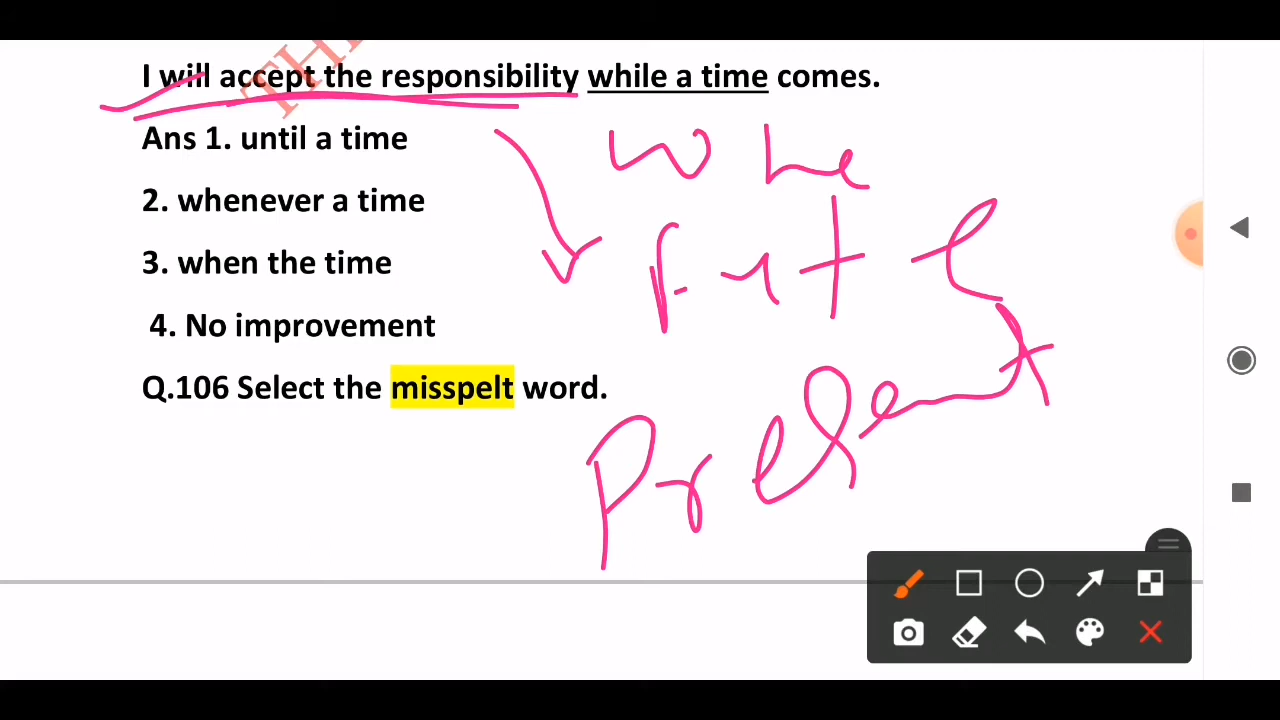 I will accept the responsibility while a time comes.
Ans 1. until a time
2. whenever a time
3. when the time
4. No improvement
Q.106 Select the misspelt word.
Present